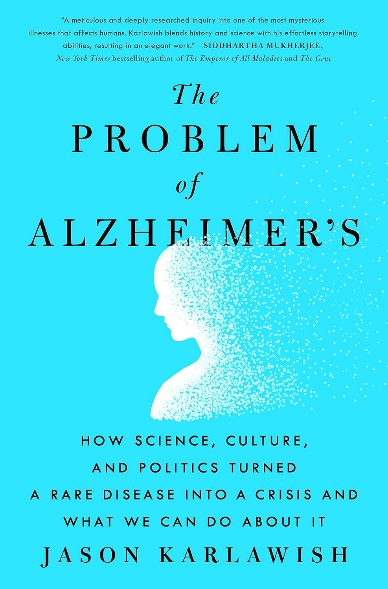 "A meticulous and deeply researched inquiry into one of the most mysterious
illnesses that affects humans. Karlawish blends history and science with his effortless storytelling
abilities, resulting in an elegant work." —SIDDHARTHA MUKHERJEE,
New York Times bestselling author of The Emperor of All Maladies and The Gene
The
PROBLEM
of
ALZHEIMER'S
HOW SCIENCE, CULTURE,
AND POLITICS TURNED
A RARE DISEASE INTO A CRISIS AND
WHAT WE CAN DO ABOUT IT
JASON KARLAWISH